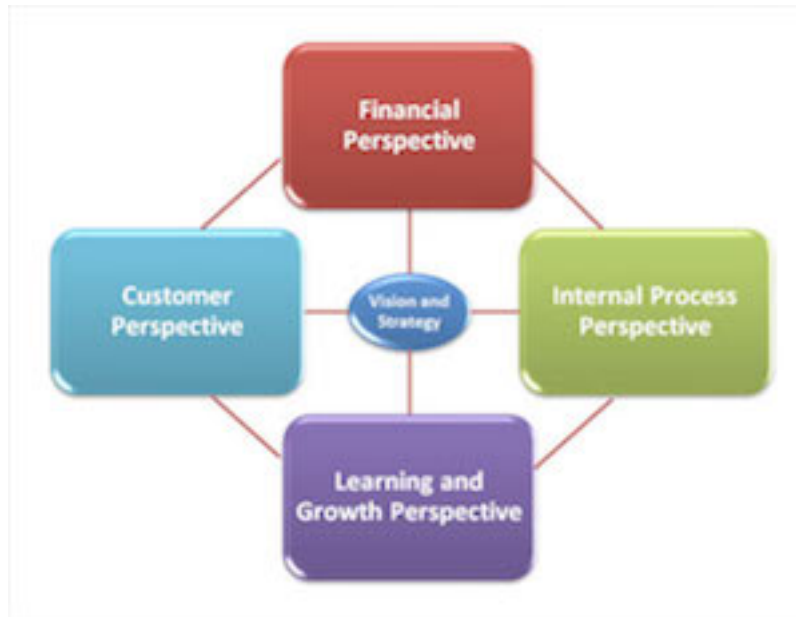 Financial
Perspective
Customer
Perspective
Vision and
Strategy
Internal Process
Perspective
Learning and
Growth Perspective